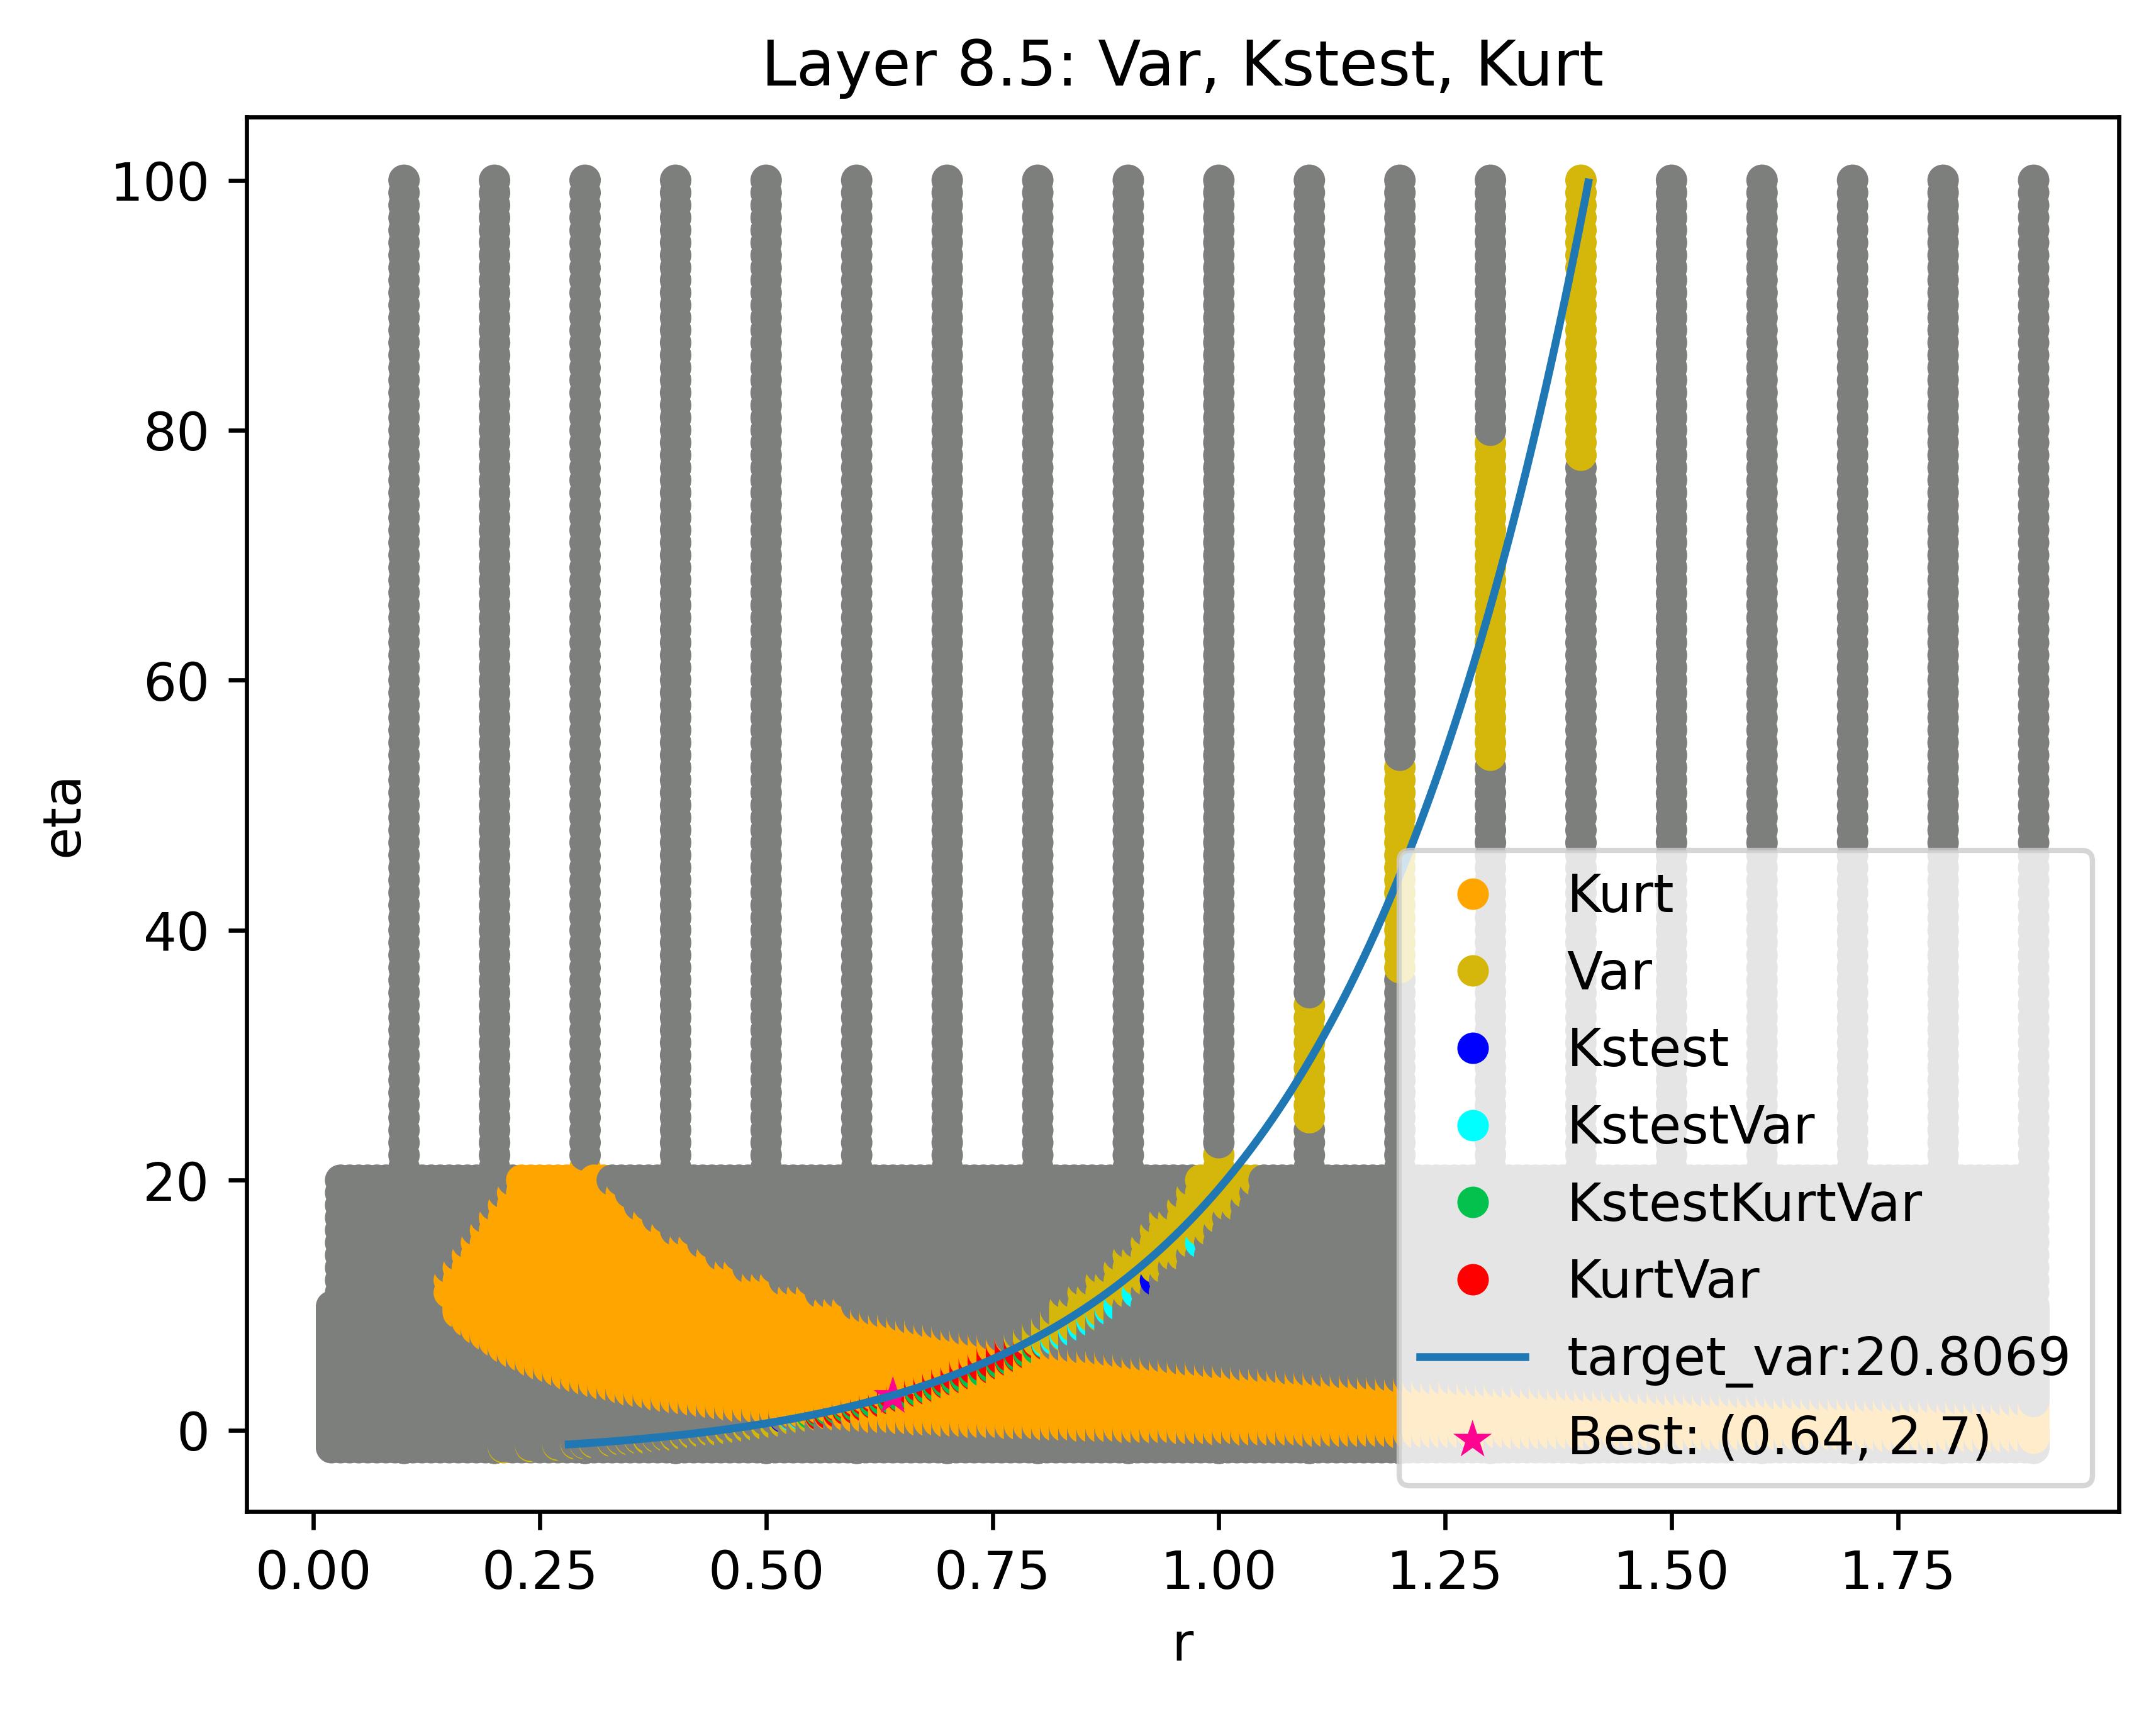 Layer 8.5: Var, Kstest, Kurt
100
80
60
40
20
0
eta
Kurt
Var
Kstest
KstestVar
KstestKurtVar
KurtVar
target_var:20.8069
Best: (0.64, 2.7)
0.00 0.25 0.50 0.75 1.00 1.25 1.50 1.75
r